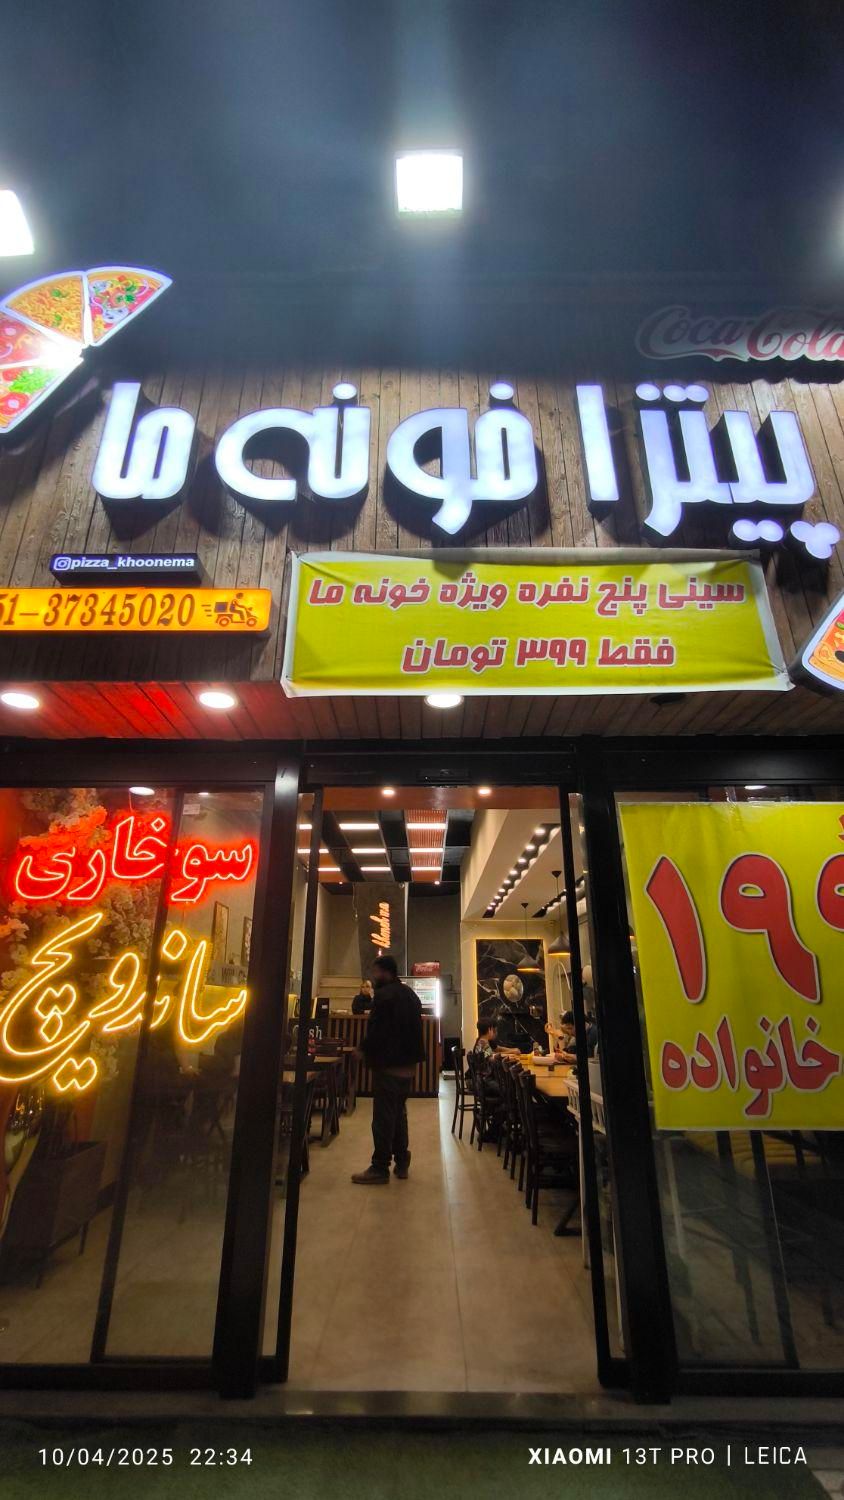 Coca-Cola
پیتزا خونه ما
pizza_khoonema
51-37345020
سینی پنج نفره ویژه خونه ما
فقط ۳۹۹ تومان
سوخاری
ساندویچ
۱۹۹
خانواده
10/04/2025 22:34
XIAOMI 13T PRO | LEICA